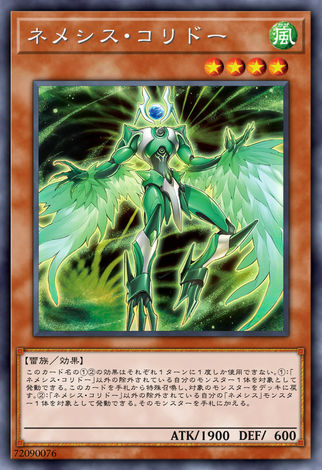 ネメシス・コリドー
風
【雷族/効果】
このカード名の①②の効果はそれぞれ1ターンに1度しか使用できない。①:「
ネメシス・コリドー」以外の除外されている自分のモンスター1体を対象として
発動できる。このカードを手札から特殊召喚し、対象のモンスターをデッキに戻
す。②:「ネメシス・コリドー」以外の除外されている自分の「ネメシス」モンス
ター1体を対象として発動できる。そのモンスターを手札に加える。
ATK/1900 DEF/ 600
72090076